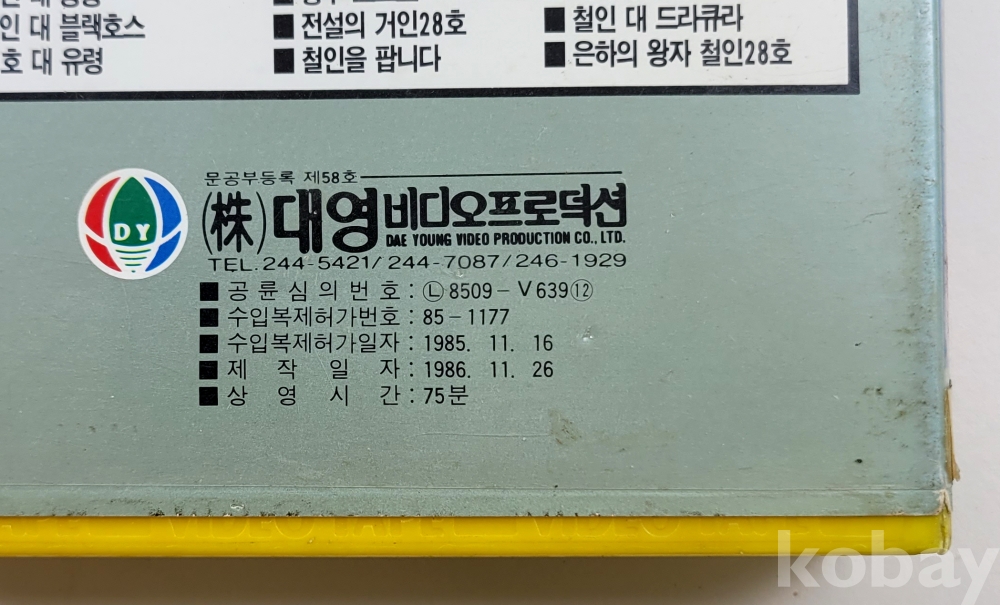 인 대 블랙호스
■ 전설의 거인28호
■ 철인 대 드라큐라
호 대 유령
■ 철인을 팝니다
■ 은하의 왕자 철인28호
문공부등록 제58호
DY
(株)대영비디오프로덕션
DAE YOUNG VIDEO PRODUCTION CO., LTD.
TEL.244-5421/244-7087/246-1929
■ 공륜심의번호 : Ⓛ8509-V639⑫
■ 수입복제허가번호 : 85-1177
■ 수입복제허가일자 : 1985. 11. 16
■ 제작일자 : 1986. 11. 26
■ 상영시간 : 75분
VIDEO TAPE
VIDEO
kobay